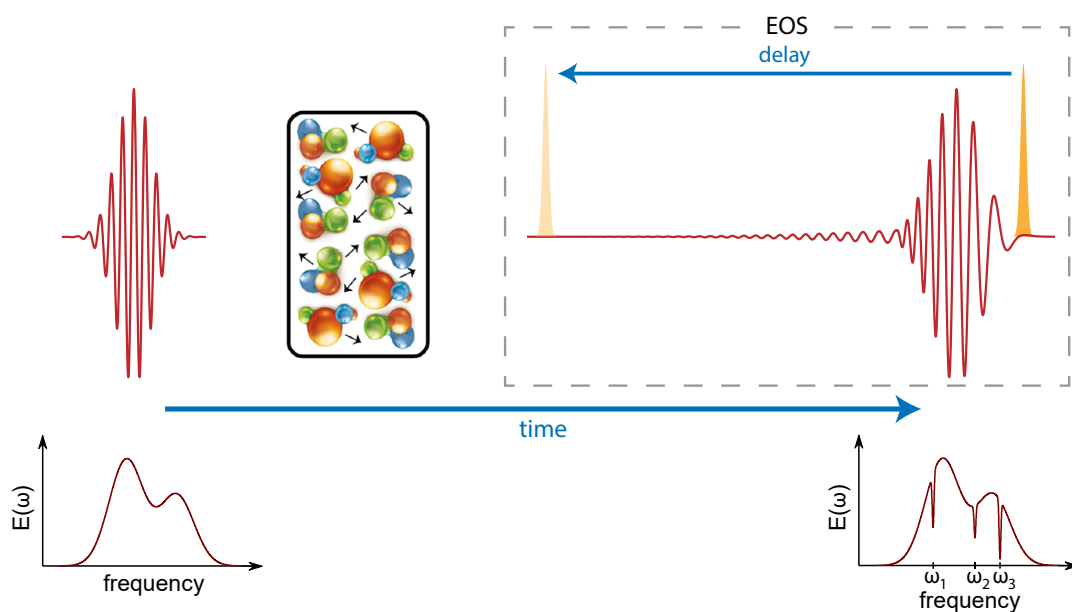 EOS
delay
time
E(ω)
frequency
E(ω)
ω₁ ω₂ ω₃
frequency